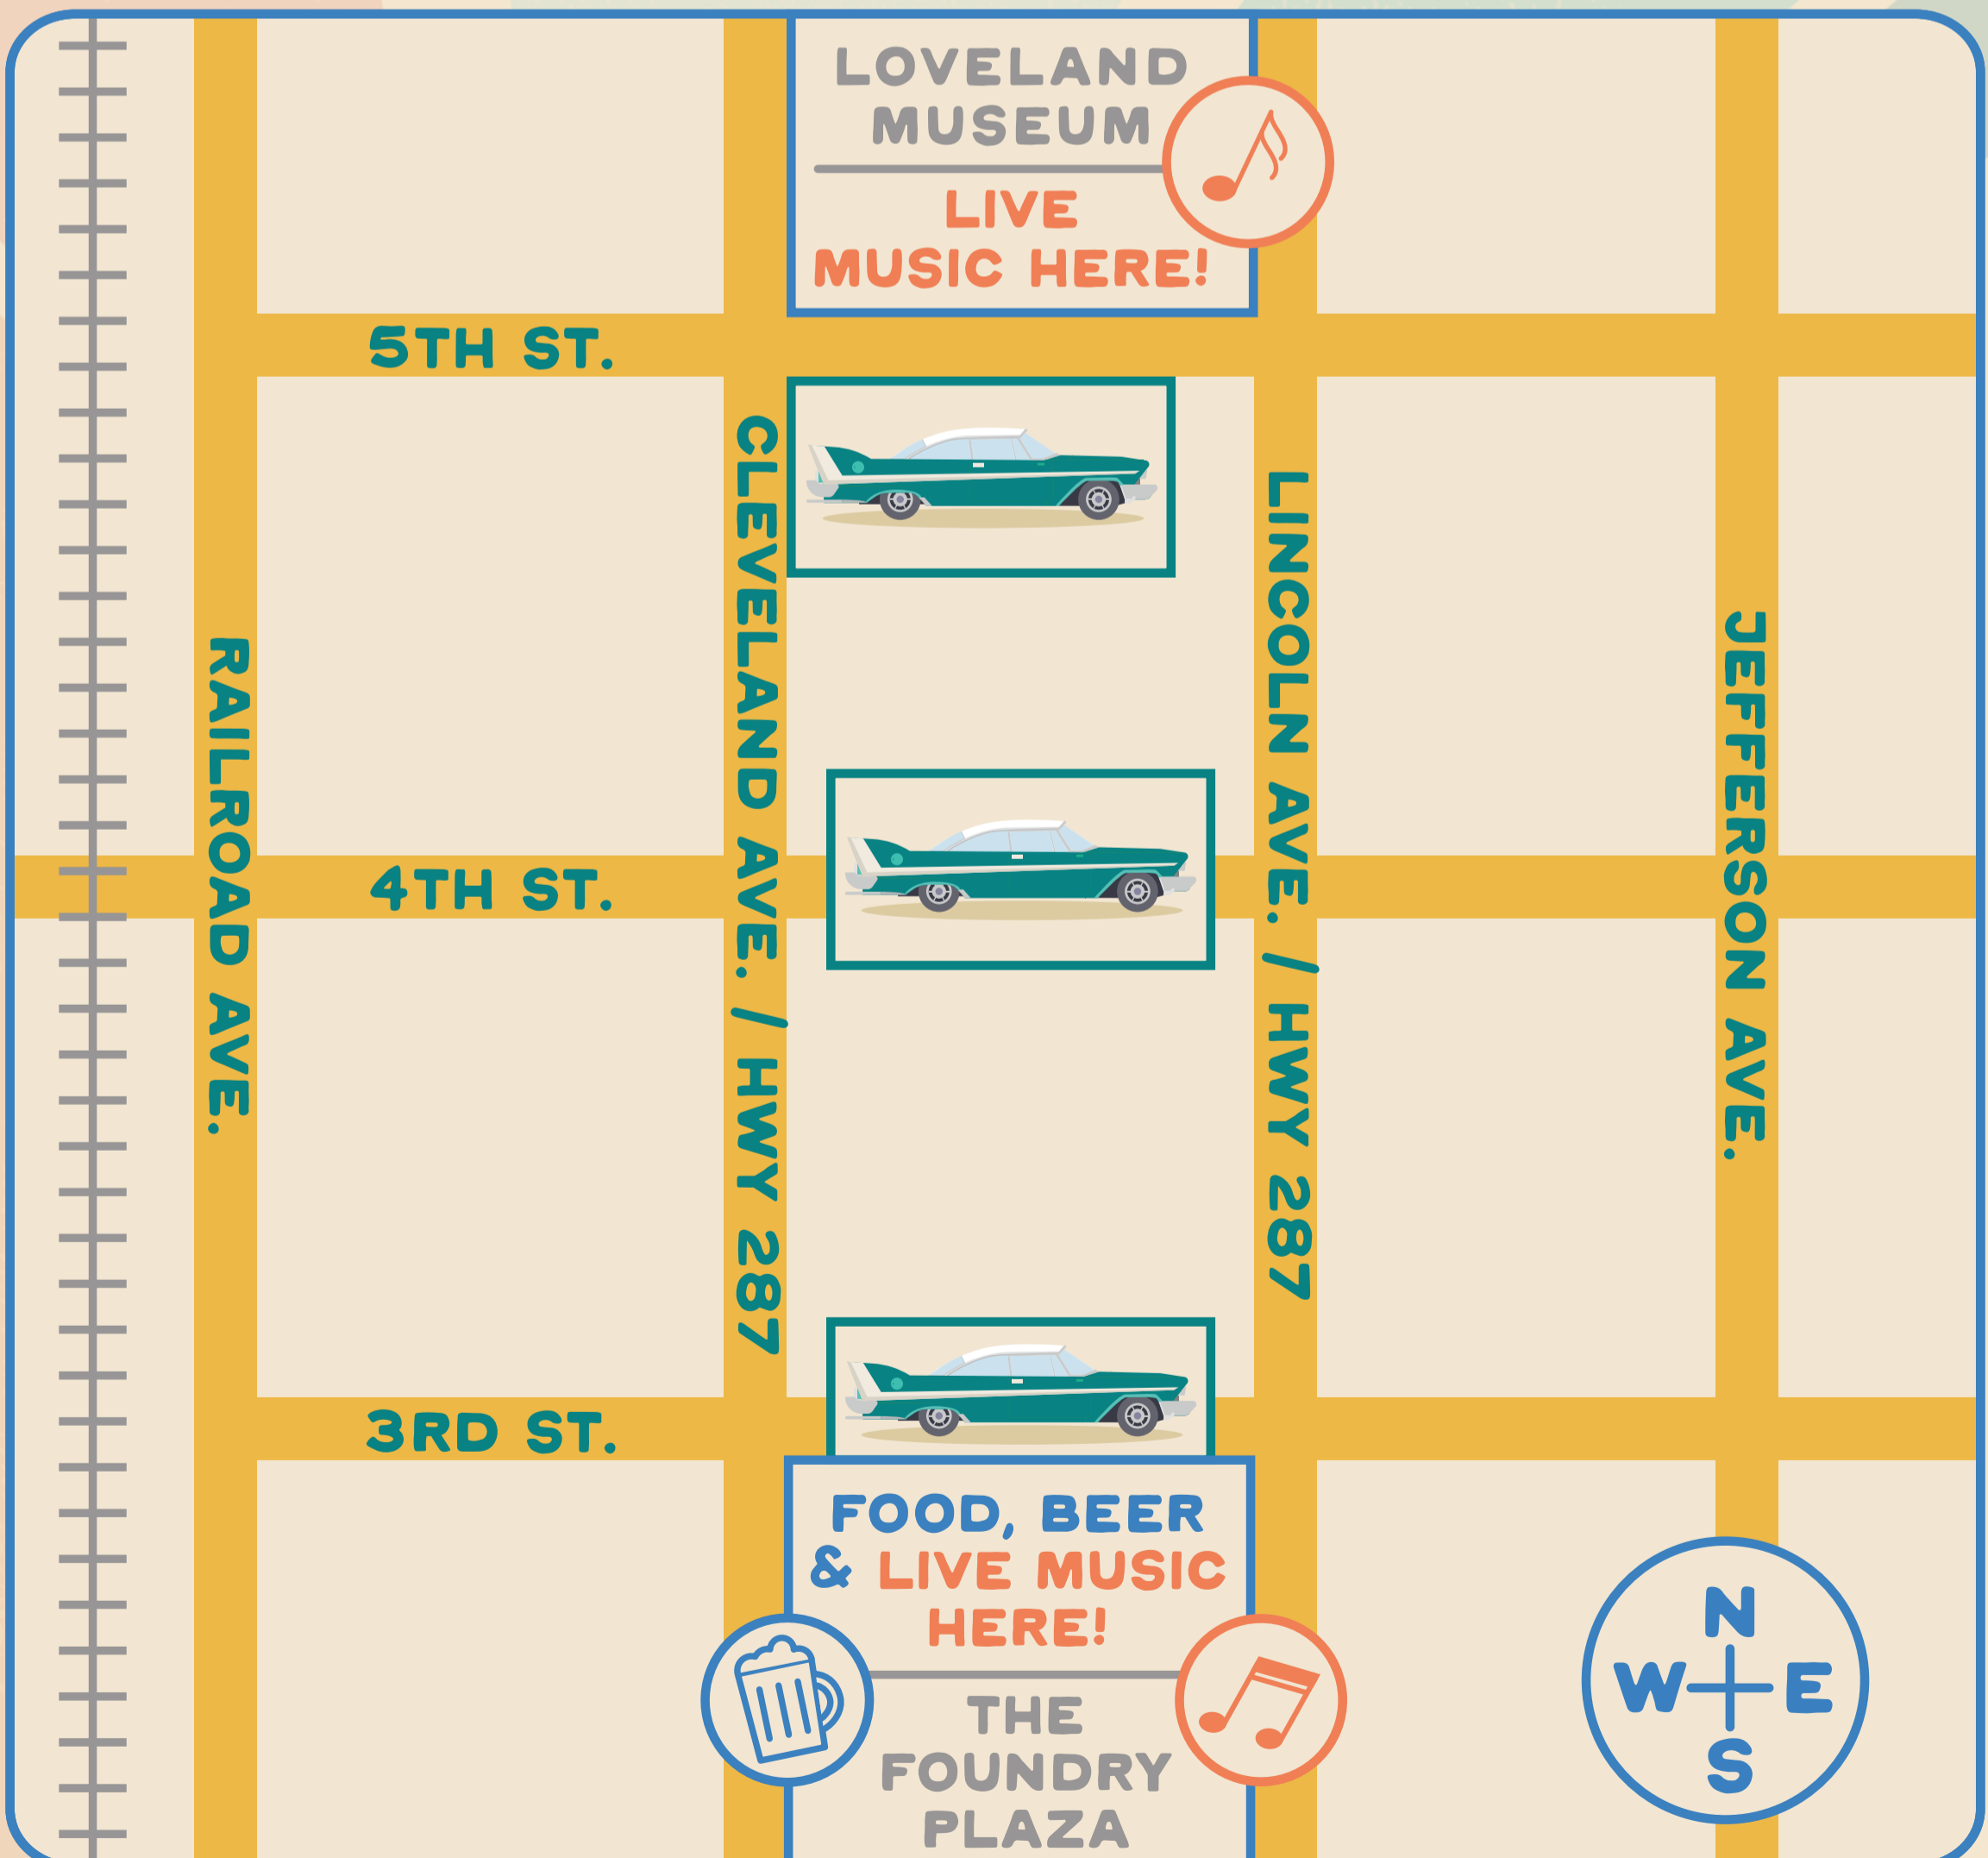 LOVELAND
MUSEUM
LIVE
MUSIC HERE!
5TH ST.
CLEVELAND AVE. / HWY 287
LINCOLN AVE. / HWY 287
RAILROAD AVE.
JEFFERSON AVE.
4TH ST.
3RD ST.
FOOD, BEER
& LIVE MUSIC
HERE!
THE
FOUNDRY
PLAZA
N
W E
S